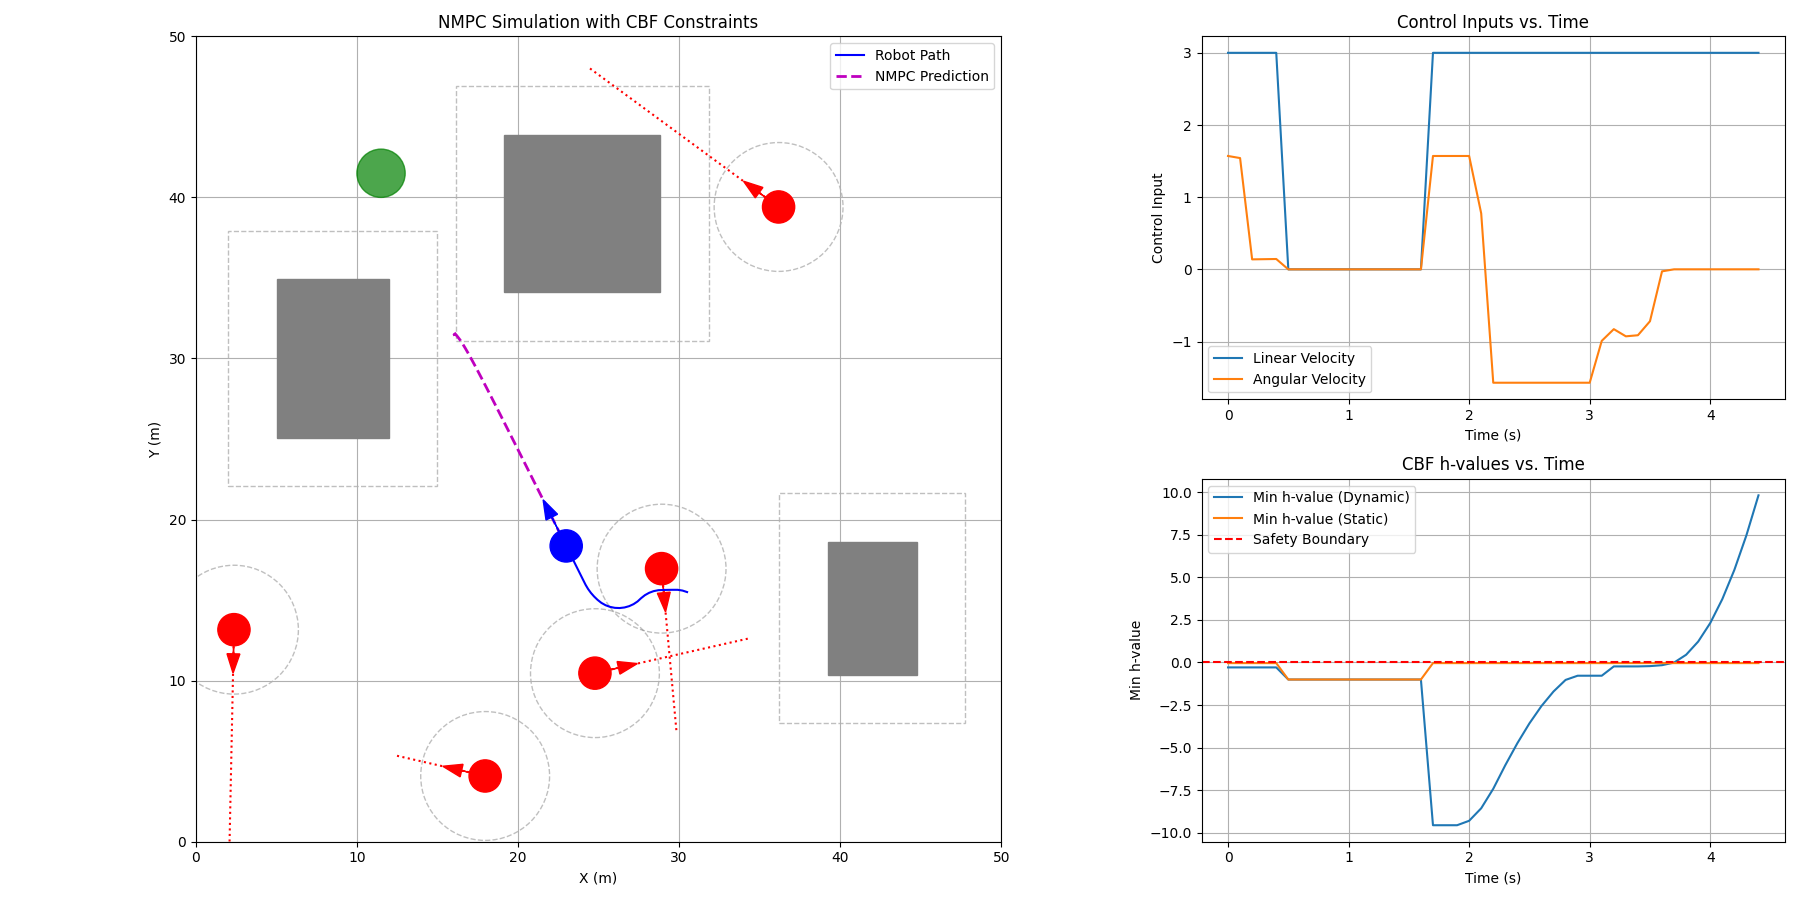 NMPC Simulation with CBF Constraints
Robot Path
NMPC Prediction
50
40
30
20
10
0
Y (m)
0 10 20 30 40 50
X (m)
Control Inputs vs. Time
3
2
1
0
−1
Control Input
Linear Velocity
Angular Velocity
0 1 2 3 4
Time (s)
CBF h-values vs. Time
Min h-value (Dynamic)
Min h-value (Static)
Safety Boundary
10.0
7.5
5.0
2.5
0.0
−2.5
−5.0
−7.5
−10.0
Min h-value
0 1 2 3 4
Time (s)